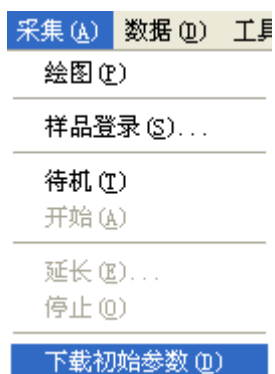 采集(A) 数据(D) 工具
绘图(P)
样品登录(S)...
待机(T)
开始(A)
延长(E)...
停止(O)
下载初始参数(D)